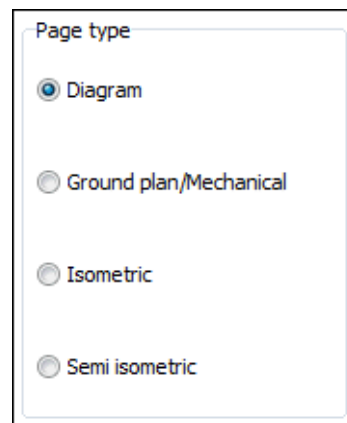 Page type
Diagram
Ground plan/Mechanical
Isometric
Semi isometric